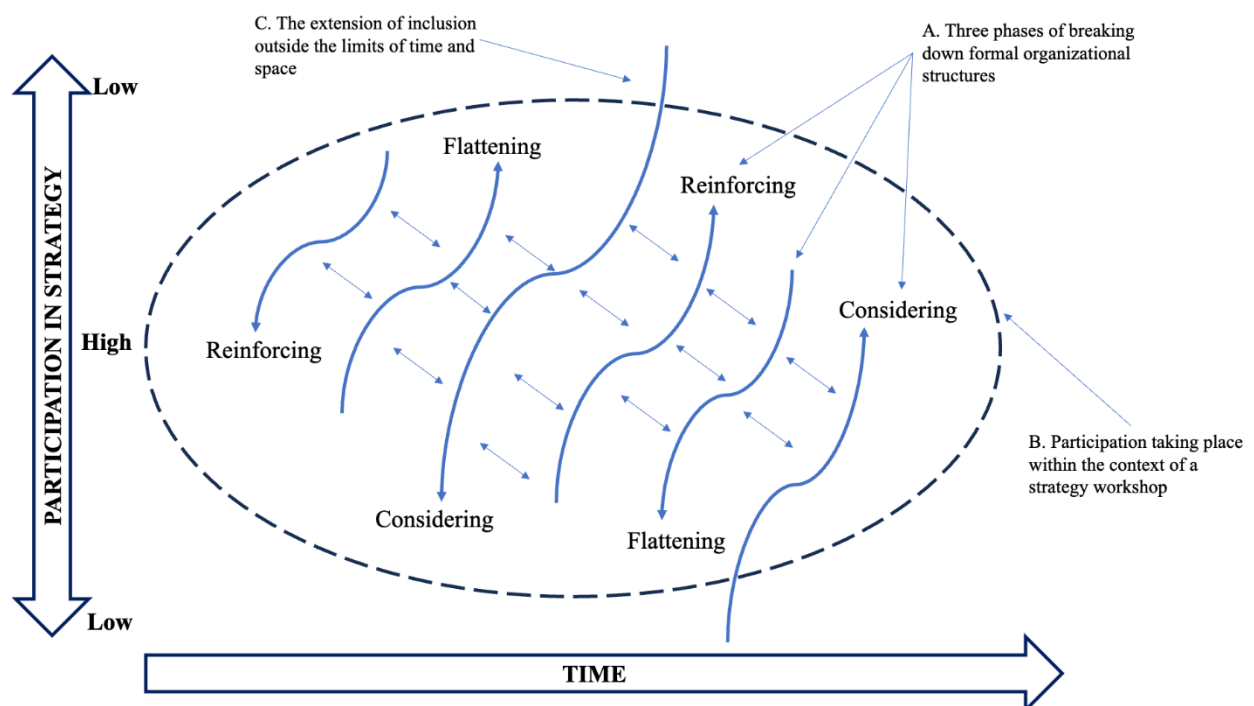 C. The extension of inclusion
outside the limits of time and
space
A. Three phases of breaking
down formal organizational
structures
Low
Flattening
Reinforcing
PARTICIPATION IN STRATEGY
Considering
High
Reinforcing
B. Participation taking place
within the context of a
strategy workshop
Considering
Flattening
Low
TIME